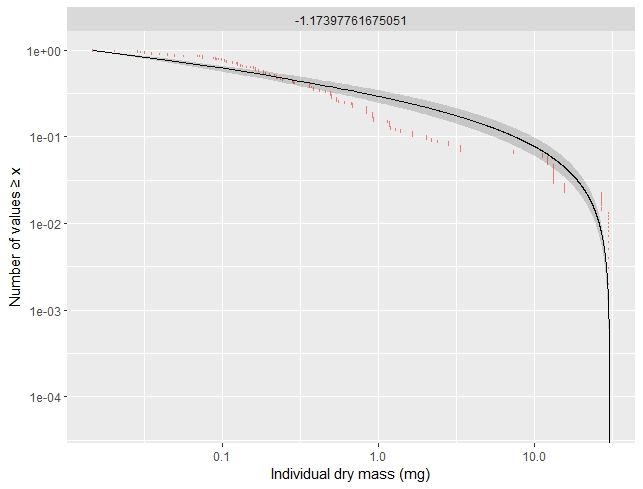 -1.17397761675051
1e+00
1e-01
1e-02
1e-03
1e-04
Number of values ≥ x
0.1 1.0 10.0
Individual dry mass (mg)